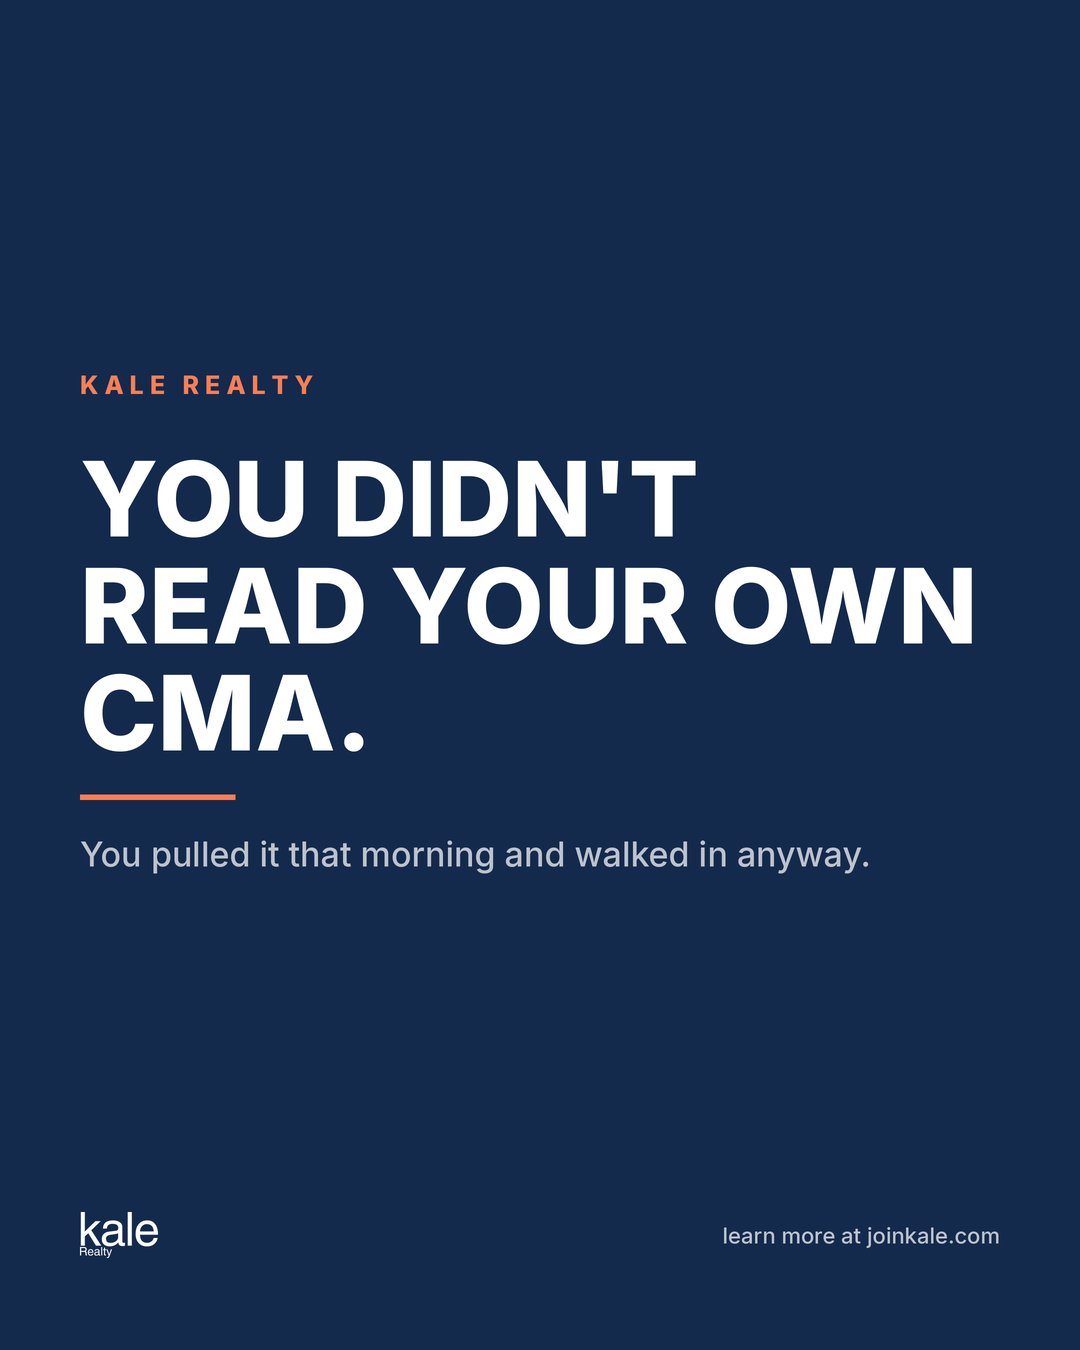 KALE REALTY
YOU DIDN'T
READ YOUR OWN
CMA.
You pulled it that morning and walked in anyway.
kale
Realty
learn more at joinkale.com